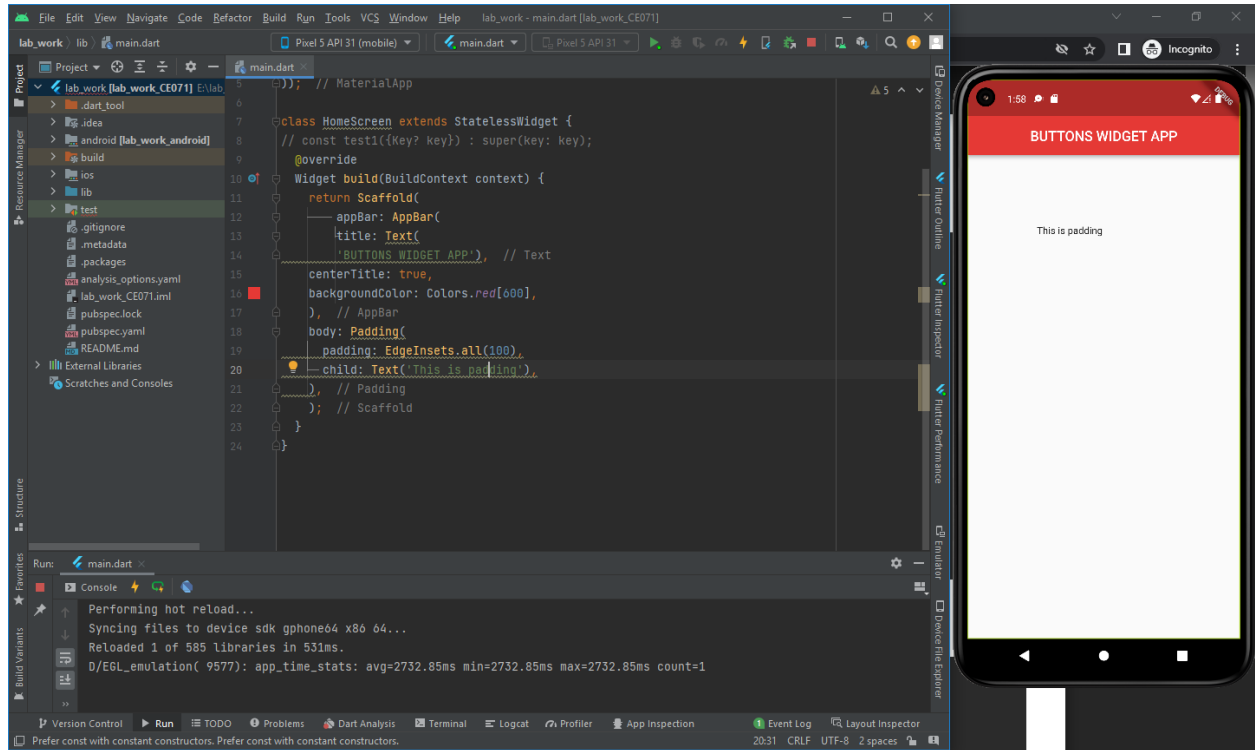 File Edit View Navigate Code Refactor Build Run Tools VCS Window Help lab_work - main.dart [lab_work_CE071]
lab_work lib main.dart Pixel 5 API 31 (mobile) main.dart Pixel 5 API 31
Project main.dart
lab_work [lab_work_CE071] E:\lab_
.dart_tool
.idea
android [lab_work_android]
build
ios
lib
test
.gitignore
.metadata
.packages
analysis_options.yaml
lab_work_CE071.iml
pubspec.lock
pubspec.yaml
README.md
External Libraries
Scratches and Consoles
5 )); // MaterialApp
6
7 class HomeScreen extends StatelessWidget {
8 // const test1({Key? key}) : super(key: key);
9 @override
10 Widget build(BuildContext context) {
11 return Scaffold(
12 appBar: AppBar(
13 title: Text(
14 'BUTTONS WIDGET APP'), // Text
15 centerTitle: true,
16 backgroundColor: Colors.red[600],
17 ), // AppBar
18 body: Padding(
19 padding: EdgeInsets.all(100),
20 child: Text('This is padding'),
21 ), // Padding
22 ); // Scaffold
23 }
24 }
5
Project
Resource Manager
Structure
Favorites
Build Variants
Device Manager
Flutter Outline
Flutter Inspector
Flutter Performance
Emulator
Device File Explorer
Run: main.dart
Console
Performing hot reload...
Syncing files to device sdk gphone64 x86 64...
Reloaded 1 of 585 libraries in 531ms.
D/EGL_emulation( 9577): app_time_stats: avg=2732.85ms min=2732.85ms max=2732.85ms count=1
Version Control Run TODO Problems Dart Analysis Terminal Logcat Profiler App Inspection 1 Event Log Layout Inspector
Prefer const with constant constructors. Prefer const with constant constructors. 20:31 CRLF UTF-8 2 spaces
Incognito
1:58
DEBUG
BUTTONS WIDGET APP
This is padding